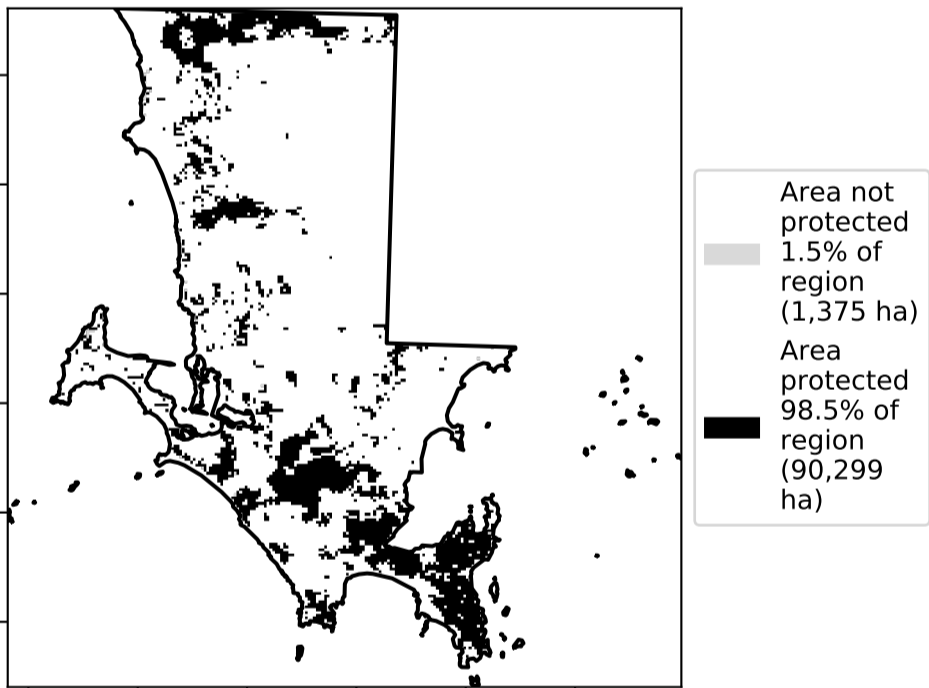 Area not
protected
1.5% of
region
(1,375 ha)
Area
protected
98.5% of
region
(90,299
ha)